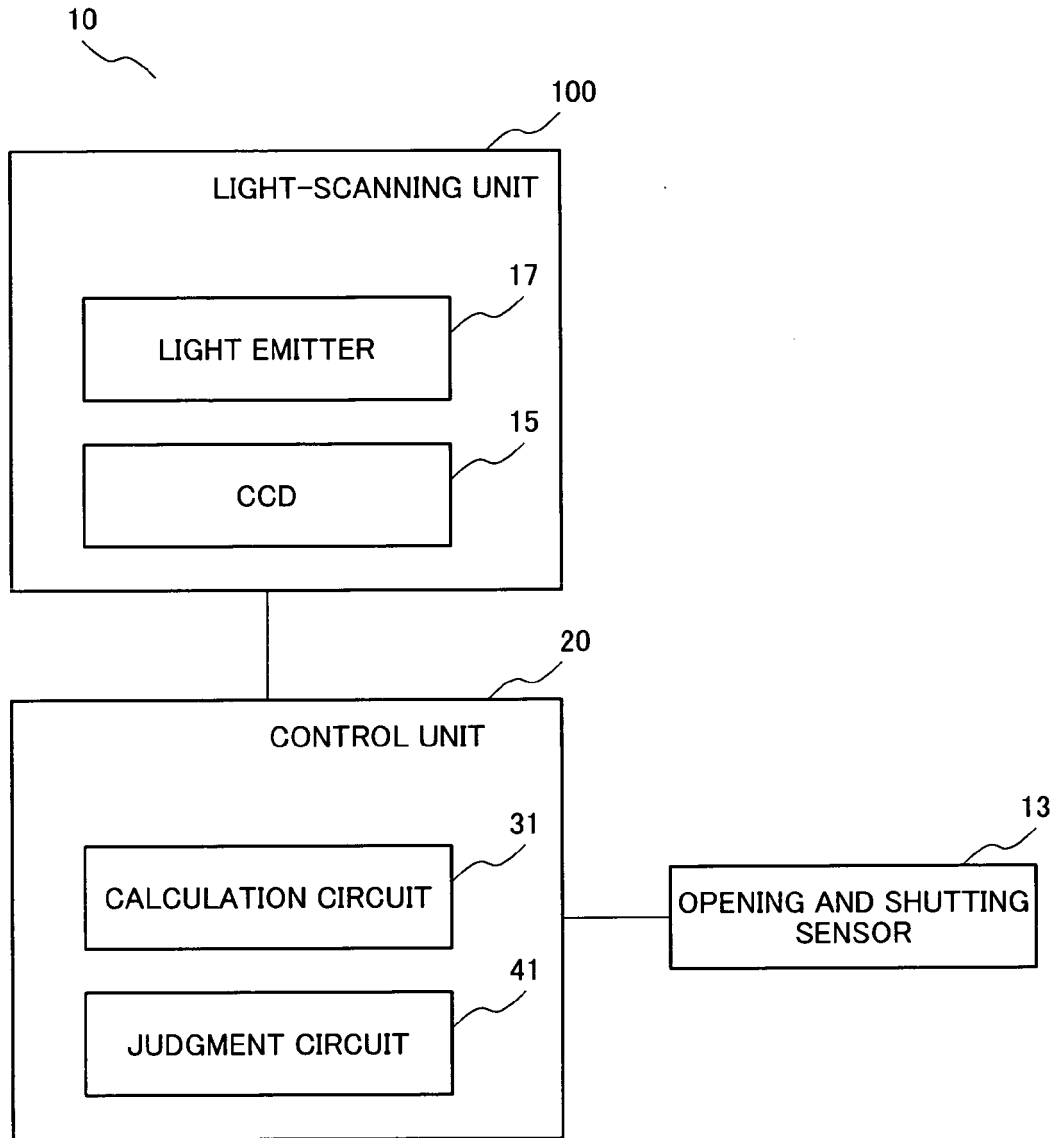 10
100
LIGHT-SCANNING UNIT
17
LIGHT EMITTER
15
CCD
20
CONTROL UNIT
31
CALCULATION CIRCUIT
13
OPENING AND SHUTTING
SENSOR
41
JUDGMENT CIRCUIT